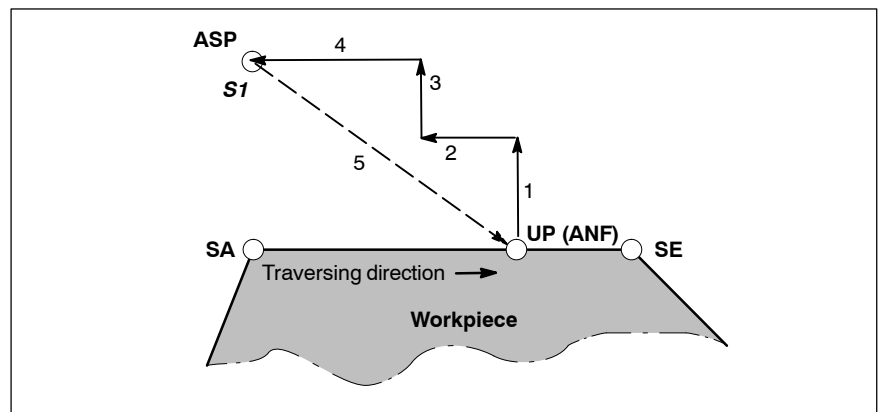 ASP
4
S1
3
2
5
1
UP (ANF)
SA
SE
Traversing direction
Workpiece